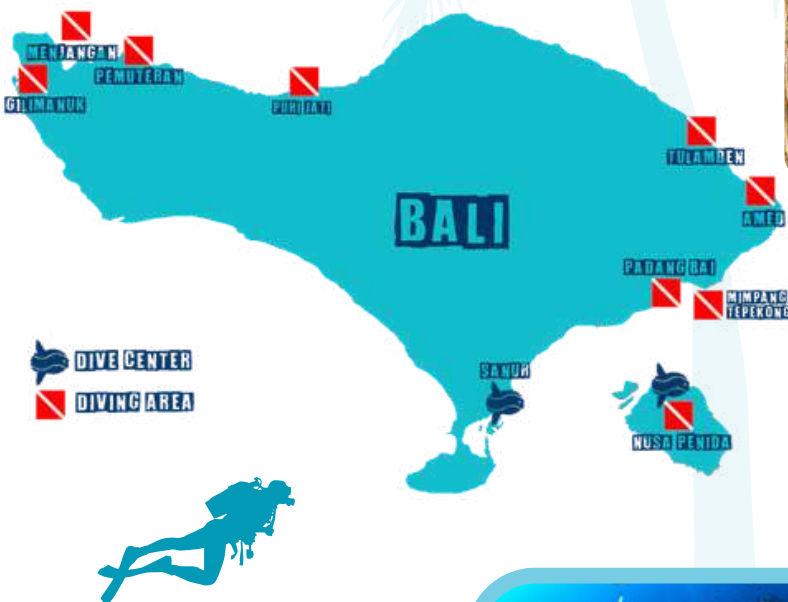 MENJANGAN
PEMUTERAN
GILIMANUK
PURI JATI
TULAMBEN
AMED
BALI
PADANG BAI
MIMPANG
TEPEKONG
DIVE CENTER
DIVING AREA
SANUR
NUSA PENIDA